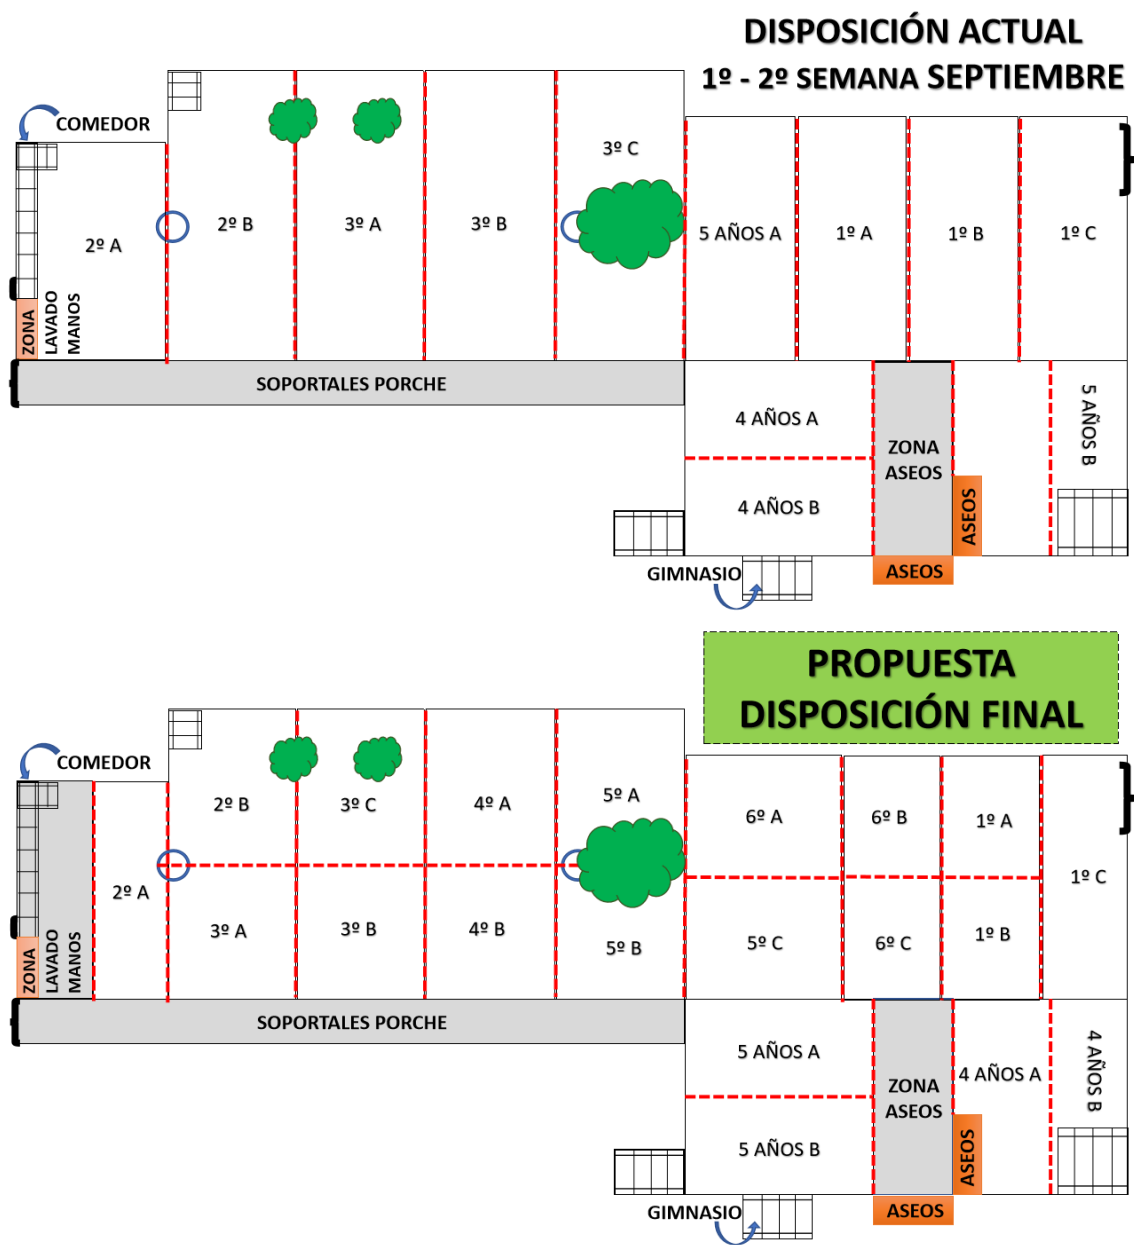 DISPOSICIÓN ACTUAL
1º - 2º SEMANA SEPTIEMBRE
COMEDOR
3º C
2º A
2º B
3º A
3º B
5 AÑOS A
1º A
1º B
1º C
ZONA
LAVADO
MANOS
SOPORTALES PORCHE
4 AÑOS A
4 AÑOS B
ZONA
ASEOS
ASEOS
5 AÑOS B
GIMNASIO
ASEOS
PROPUESTA
DISPOSICIÓN FINAL
COMEDOR
2º B
3º C
4º A
5º A
6º A
6º B
1º A
2º A
1º C
3º A
3º B
4º B
5º B
5º C
6º C
1º B
ZONA
LAVADO
MANOS
SOPORTALES PORCHE
5 AÑOS A
5 AÑOS B
ZONA
ASEOS
4 AÑOS A
ASEOS
4 AÑOS B
GIMNASIO
ASEOS